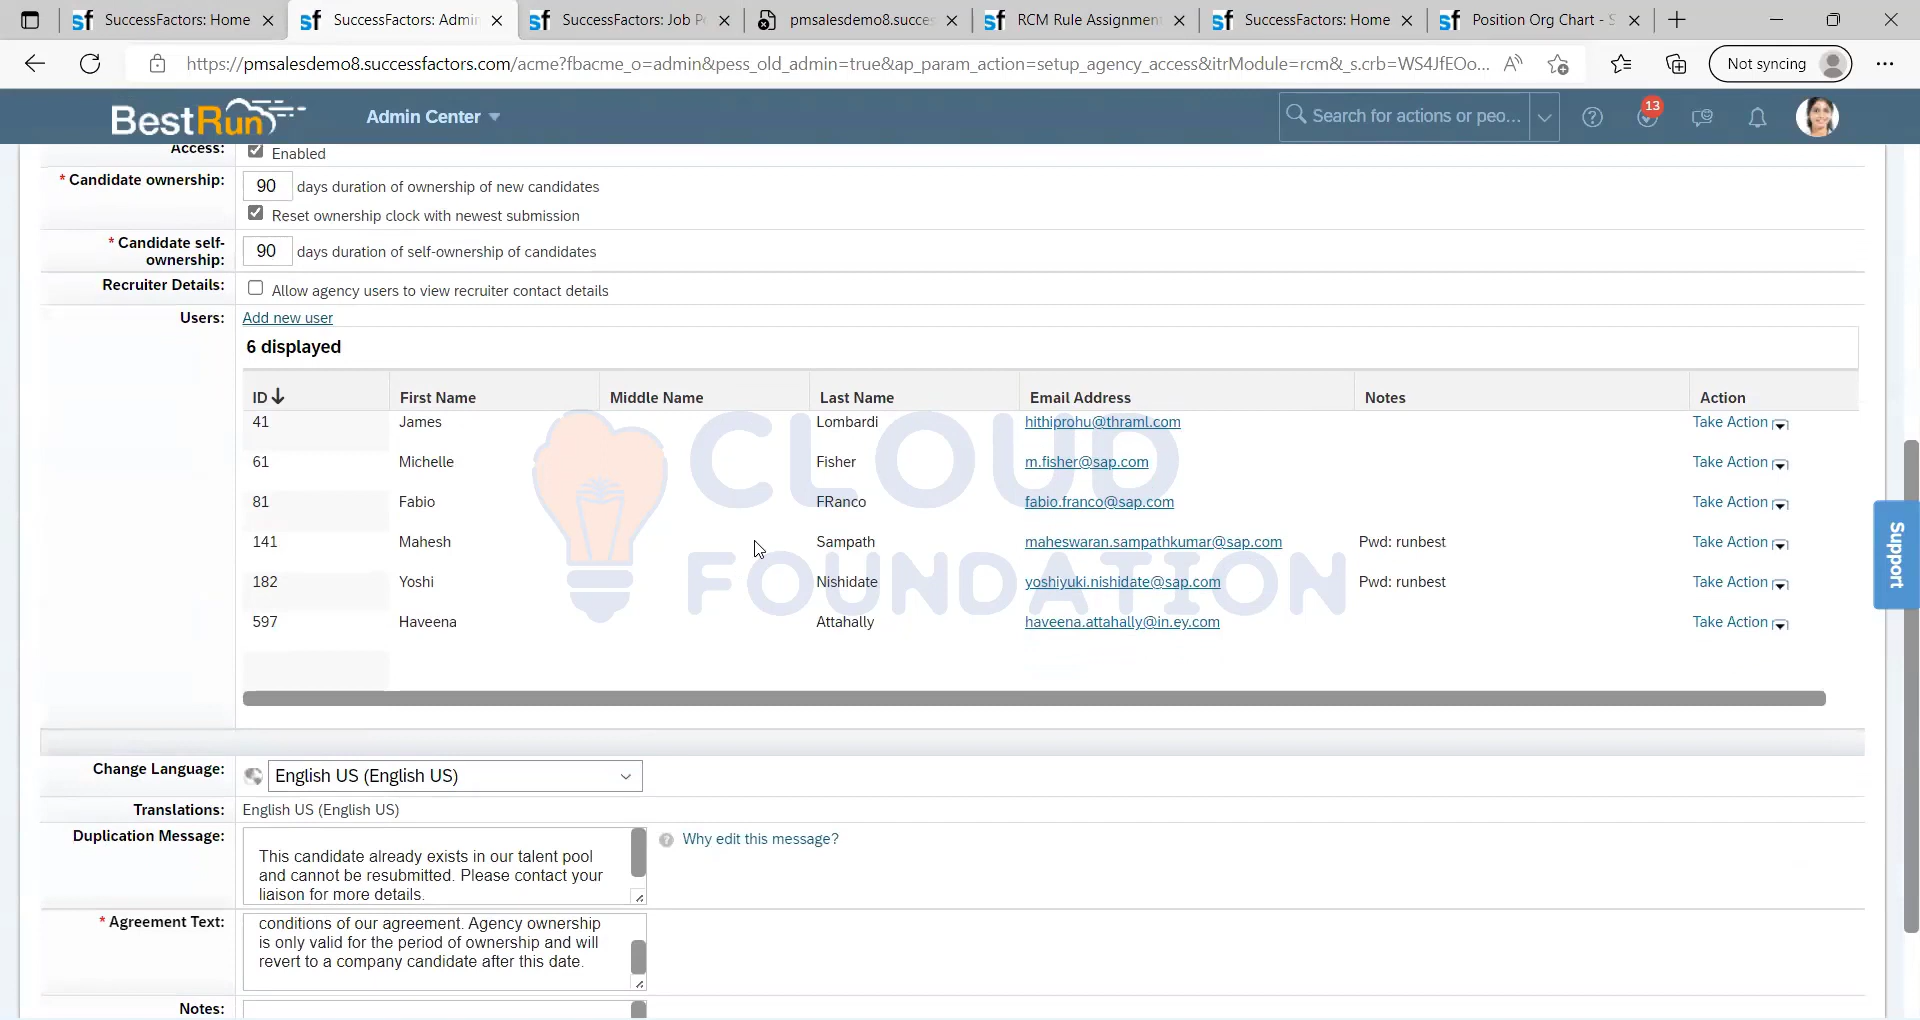 SuccessFactors: Home
SuccessFactors: Admi
SuccessFactors: Job P
pmsalesdemo8.succes
RCM Rule Assignmen
SuccessFactors: Home
Position Org Chart - S
https://pmsalesdemo8.successfactors.com/acme?fbacme_o=admin&pess_old_admin=true&ap_param_action=setup_agency_access&itrModule=rcm&_s.crb=WS4JfEOo...
Not syncing
BestRun
Admin Center
Search for actions or peo...
13
Access:
Enabled
* Candidate ownership:
90 days duration of ownership of new candidates
Reset ownership clock with newest submission
* Candidate self-
ownership:
90 days duration of self-ownership of candidates
Recruiter Details:
Allow agency users to view recruiter contact details
Users:
Add new user
6 displayed
ID First Name Middle Name Last Name Email Address Notes Action
41 James Lombardi hithiprohu@thraml.com Take Action
61 Michelle Fisher m.fisher@sap.com Take Action
81 Fabio FRanco fabio.franco@sap.com Take Action
141 Mahesh Sampath maheswaran.sampathkumar@sap.com Pwd: runbest Take Action
182 Yoshi Nishidate yoshiyuki.nishidate@sap.com Pwd: runbest Take Action
597 Haveena Attahally haveena.attahally@in.ey.com Take Action
CLOUD
FOUNDATION
Support
Change Language:
English US (English US)
Translations:
English US (English US)
Duplication Message:
This candidate already exists in our talent pool
and cannot be resubmitted. Please contact your
liaison for more details.
Why edit this message?
* Agreement Text:
conditions of our agreement. Agency ownership
is only valid for the period of ownership and will
revert to a company candidate after this date.
Notes: